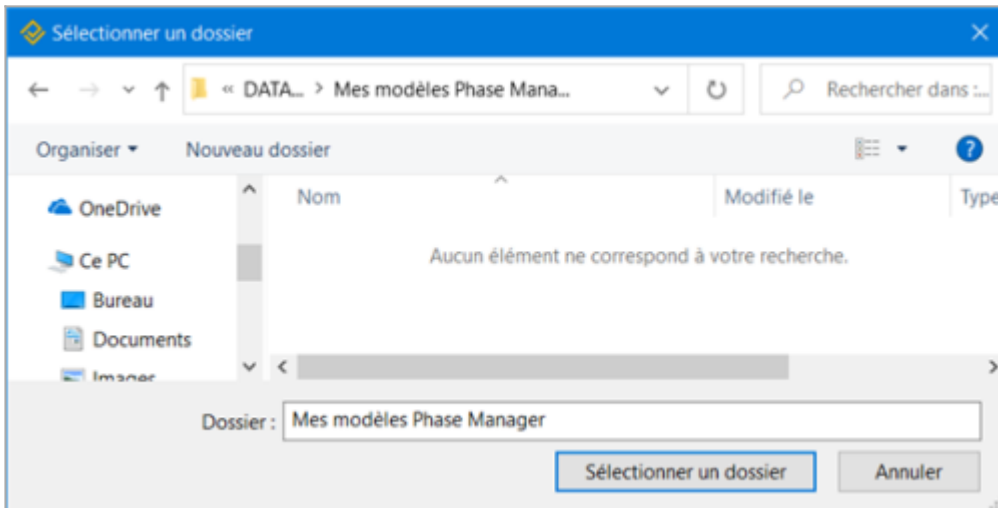 Sélectionner un dossier
« DATA... > Mes modèles Phase Mana... Rechercher dans :...
Organiser Nouveau dossier
Nom Modifié le Type
OneDrive
Aucun élément ne correspond à votre recherche.
Ce PC
Bureau
Documents
Images
Dossier : Mes modèles Phase Manager
Sélectionner un dossier Annuler